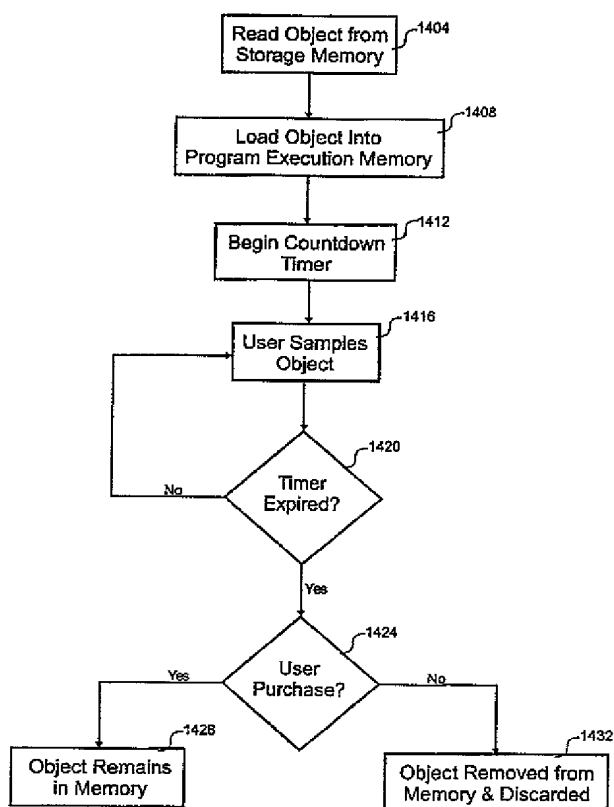 Read Object from
Storage Memory
1404
Load Object Into
Program Execution Memory
1408
Begin Countdown
Timer
1412
User Samples
Object
1416
Timer
Expired?
1420
No
Yes
User
Purchase?
1424
Yes
No
Object Remains
in Memory
1428
Object Removed from
Memory & Discarded
1432